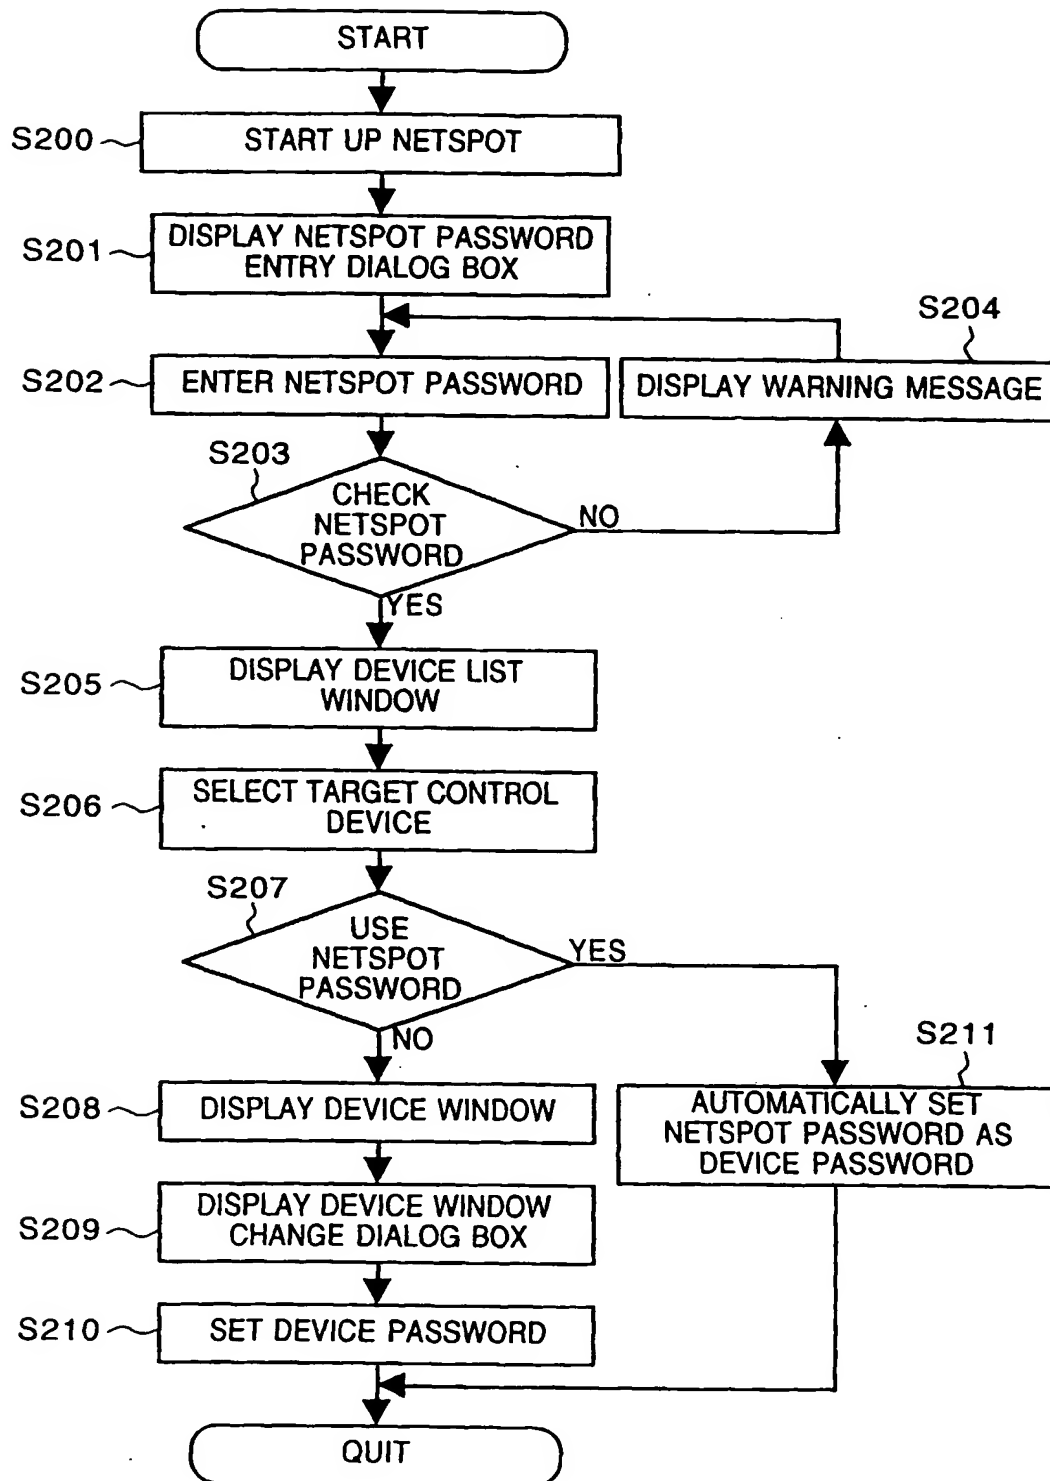 START
S200
START UP NETSPOT
S201
DISPLAY NETSPOT PASSWORD
ENTRY DIALOG BOX
S204
S202
ENTER NETSPOT PASSWORD
DISPLAY WARNING MESSAGE
S203
CHECK
NETSPOT
PASSWORD
NO
YES
S205
DISPLAY DEVICE LIST
WINDOW
S206
SELECT TARGET CONTROL
DEVICE
S207
USE
NETSPOT
PASSWORD
YES
NO
S211
S208
DISPLAY DEVICE WINDOW
AUTOMATICALLY SET
NETSPOT PASSWORD AS
DEVICE PASSWORD
S209
DISPLAY DEVICE WINDOW
CHANGE DIALOG BOX
S210
SET DEVICE PASSWORD
QUIT